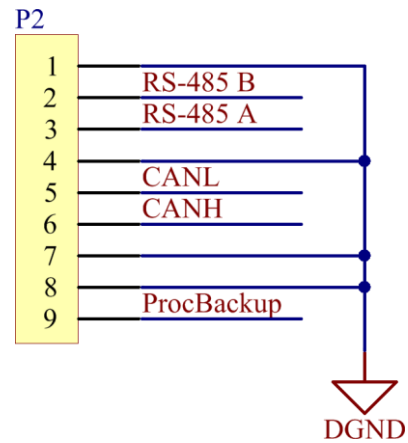 P2
1
RS-485 B
2
RS-485 A
3
4
CANL
5
CANH
6
7
8
ProcBackup
9
DGND